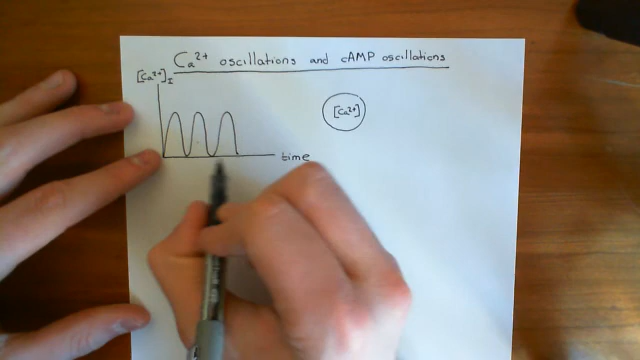 Ca²⁺ oscillations and cAMP oscillations
[Ca²⁺]ᵢ
[Ca²⁺]
time